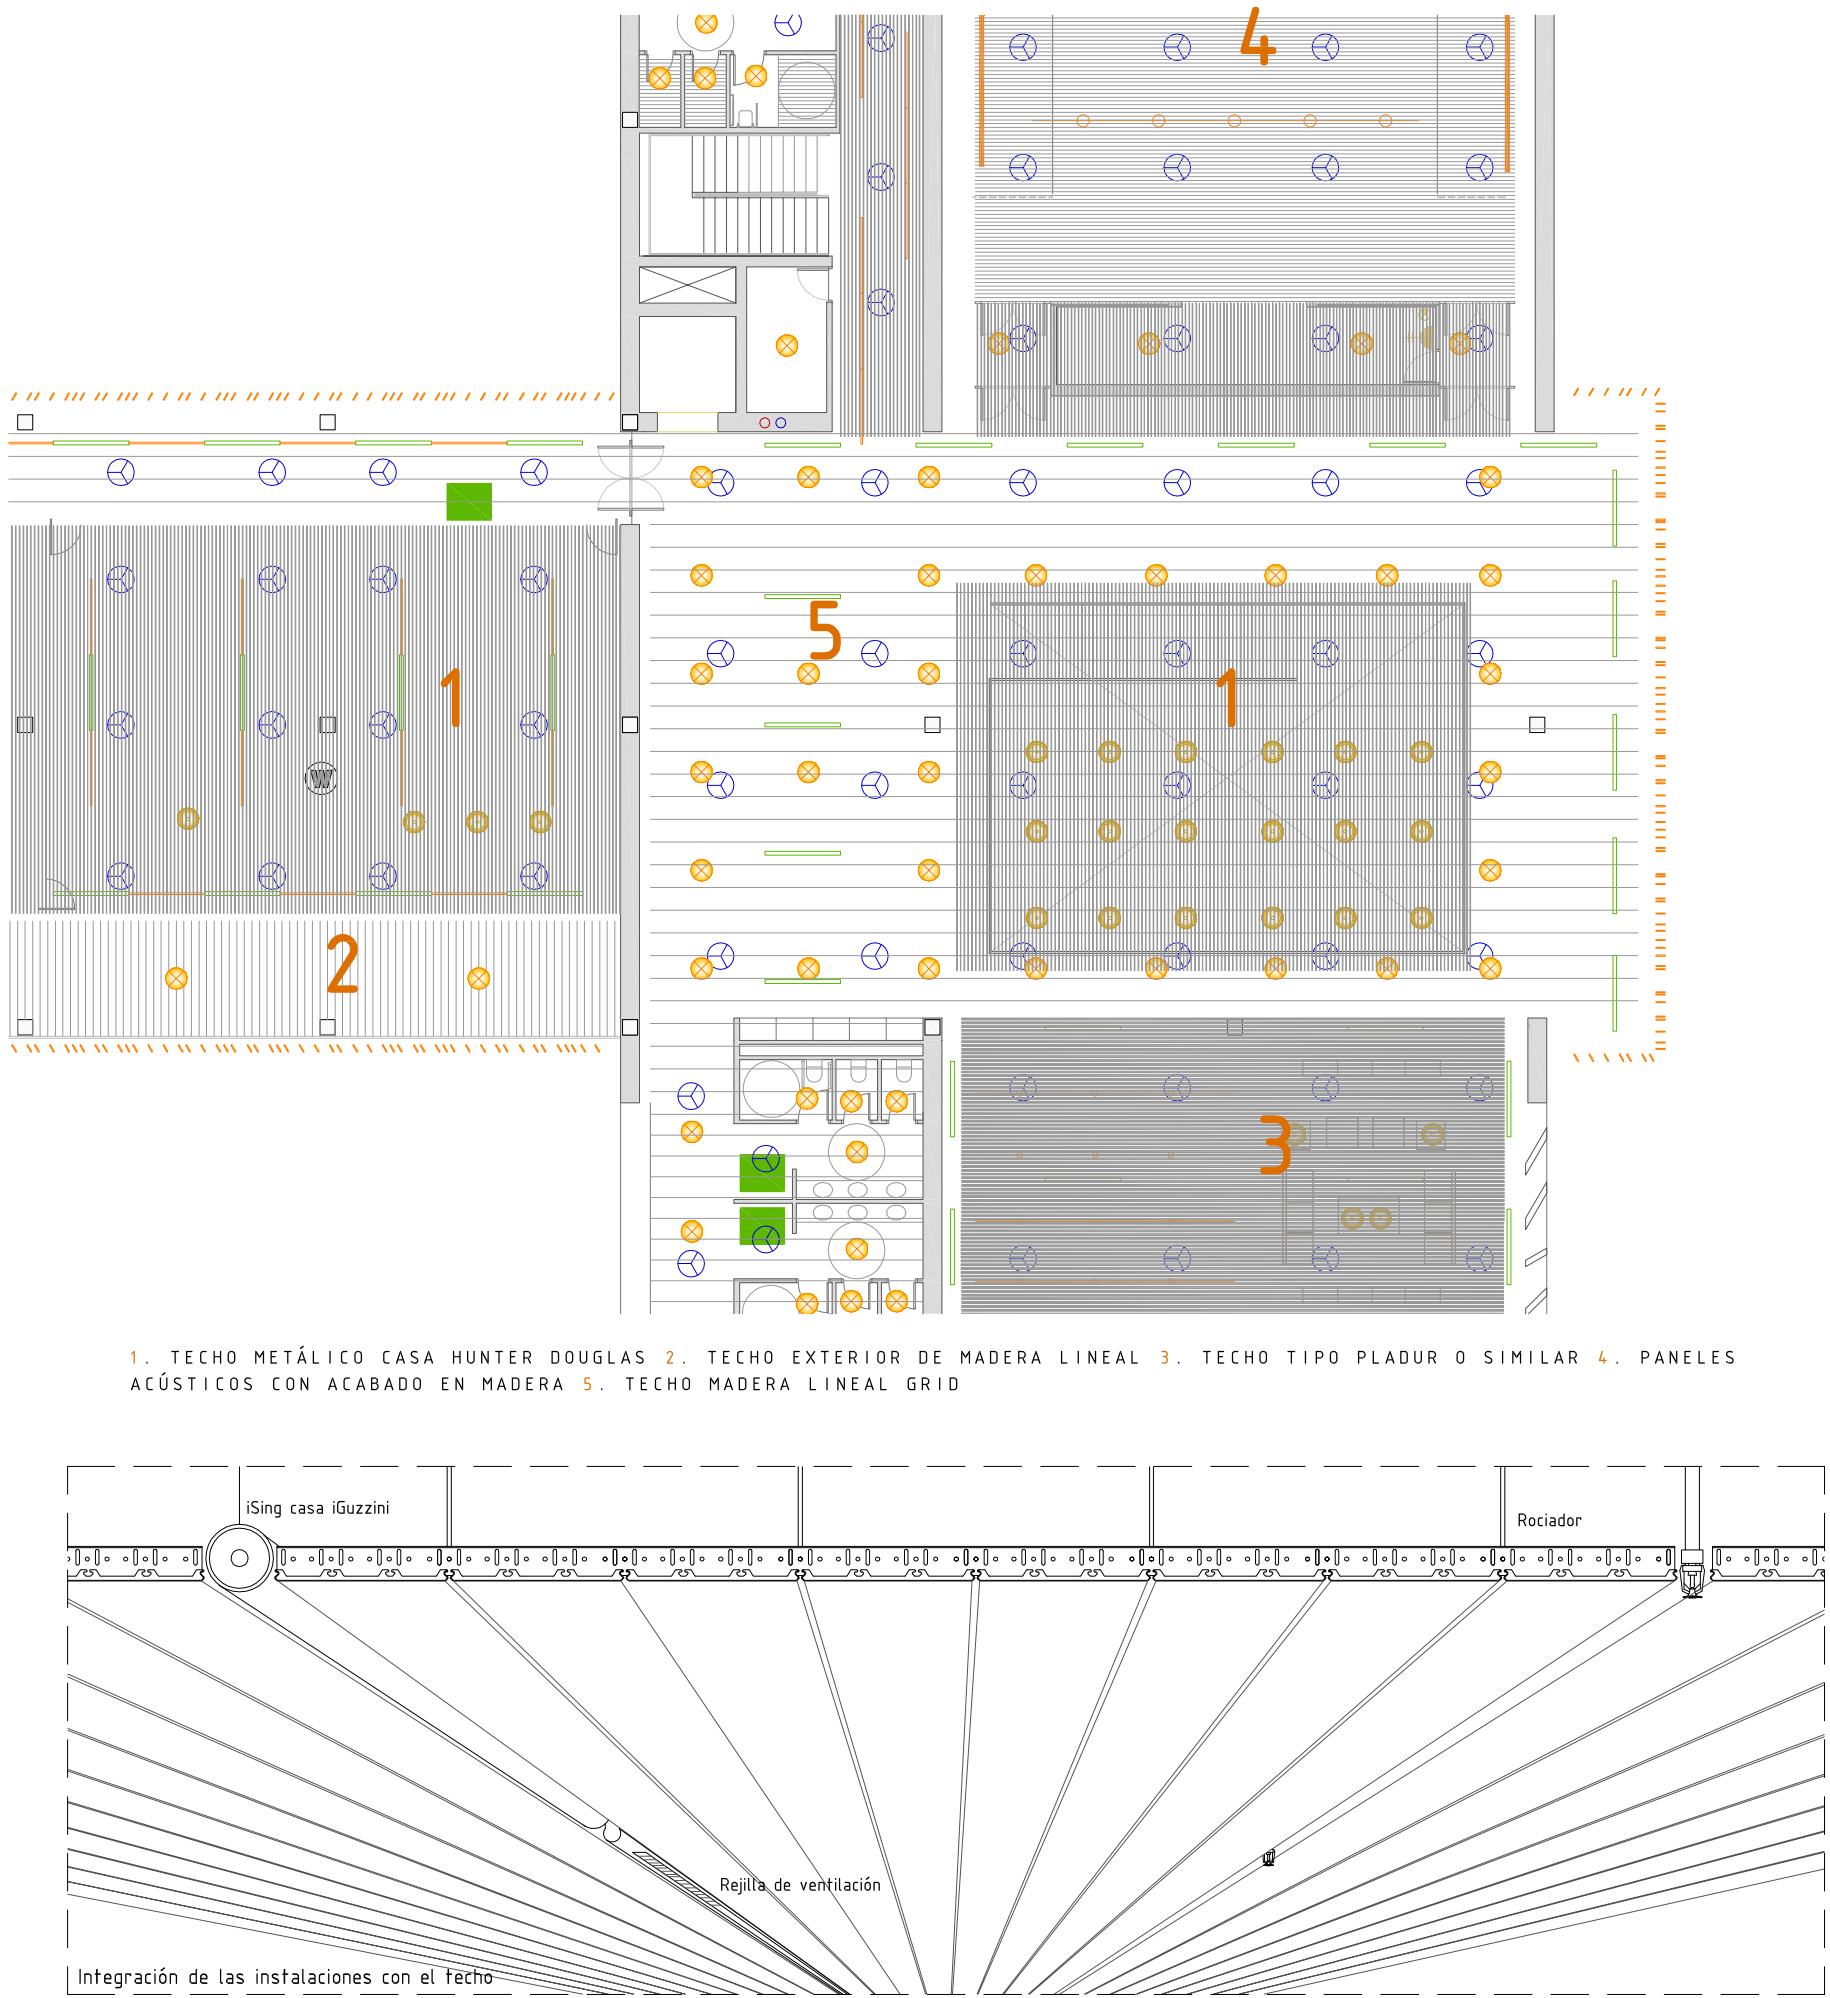 4
5
1
1
W
2
3
1. TECHO METÁLICO CASA HUNTER DOUGLAS 2. TECHO EXTERIOR DE MADERA LINEAL 3. TECHO TIPO PLADUR O SIMILAR 4. PANELES
ACÚSTICOS CON ACABADO EN MADERA 5. TECHO MADERA LINEAL GRID
iSing casa iGuzzini
Rociador
Rejilla de ventilación
Integración de las instalaciones con el techo